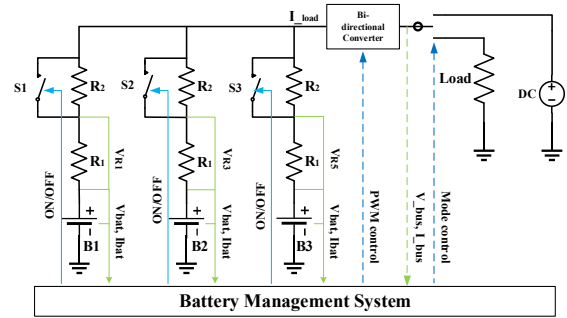 I_load
Bi-
directional
Converter
S1
R2
S2
R2
S3
R2
Load
DC
R1
VR1
R1
VR3
R1
VR5
ON/OFF
Vbat, Ibat
ON/OFF
Vbat, Ibat
ON/OFF
Vbat, Ibat
PWM control
V_bus, I_bus
Mode control
+
-
B1
+
-
B2
+
-
B3
+
-
Battery Management System